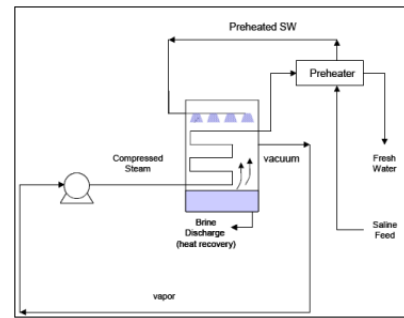 Preheated SW
Preheater
Compressed
Steam
vacuum
Fresh
Water
Brine
Discharge
(heat recovery)
Saline
Feed
vapor